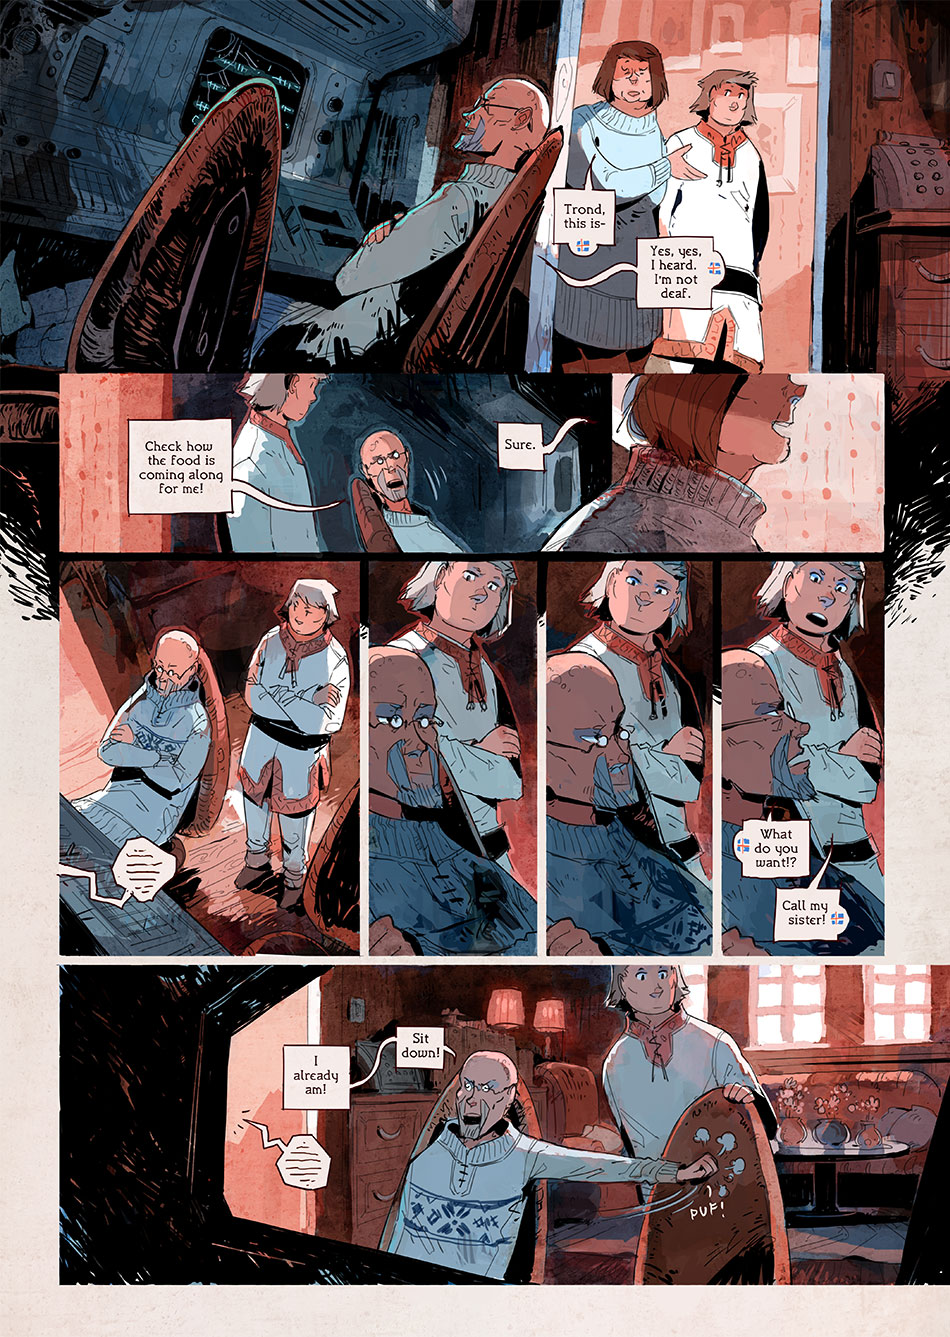 Trond,
this is-
Yes, yes,
I heard.
I'm not
deaf.
Check how
the food is
coming along
for me!
Sure.
What
do you
want!?
Call my
sister!
Sit
down!
I
already
am!
PUF!